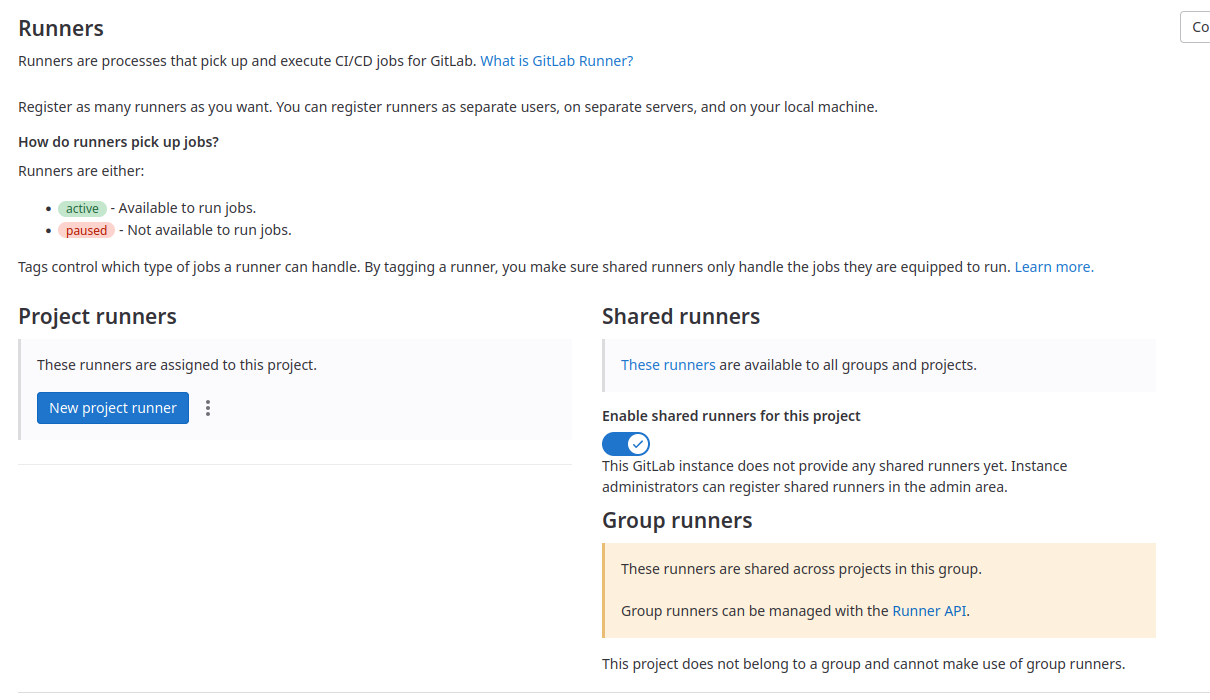 Runners
Co
Runners are processes that pick up and execute CI/CD jobs for GitLab. What is GitLab Runner?
Register as many runners as you want. You can register runners as separate users, on separate servers, and on your local machine.
How do runners pick up jobs?
Runners are either:
active - Available to run jobs.
paused - Not available to run jobs.
Tags control which type of jobs a runner can handle. By tagging a runner, you make sure shared runners only handle the jobs they are equipped to run. Learn more.
Project runners
These runners are assigned to this project.
New project runner
Shared runners
These runners are available to all groups and projects.
Enable shared runners for this project
This GitLab instance does not provide any shared runners yet. Instance
administrators can register shared runners in the admin area.
Group runners
These runners are shared across projects in this group.
Group runners can be managed with the Runner API.
This project does not belong to a group and cannot make use of group runners.